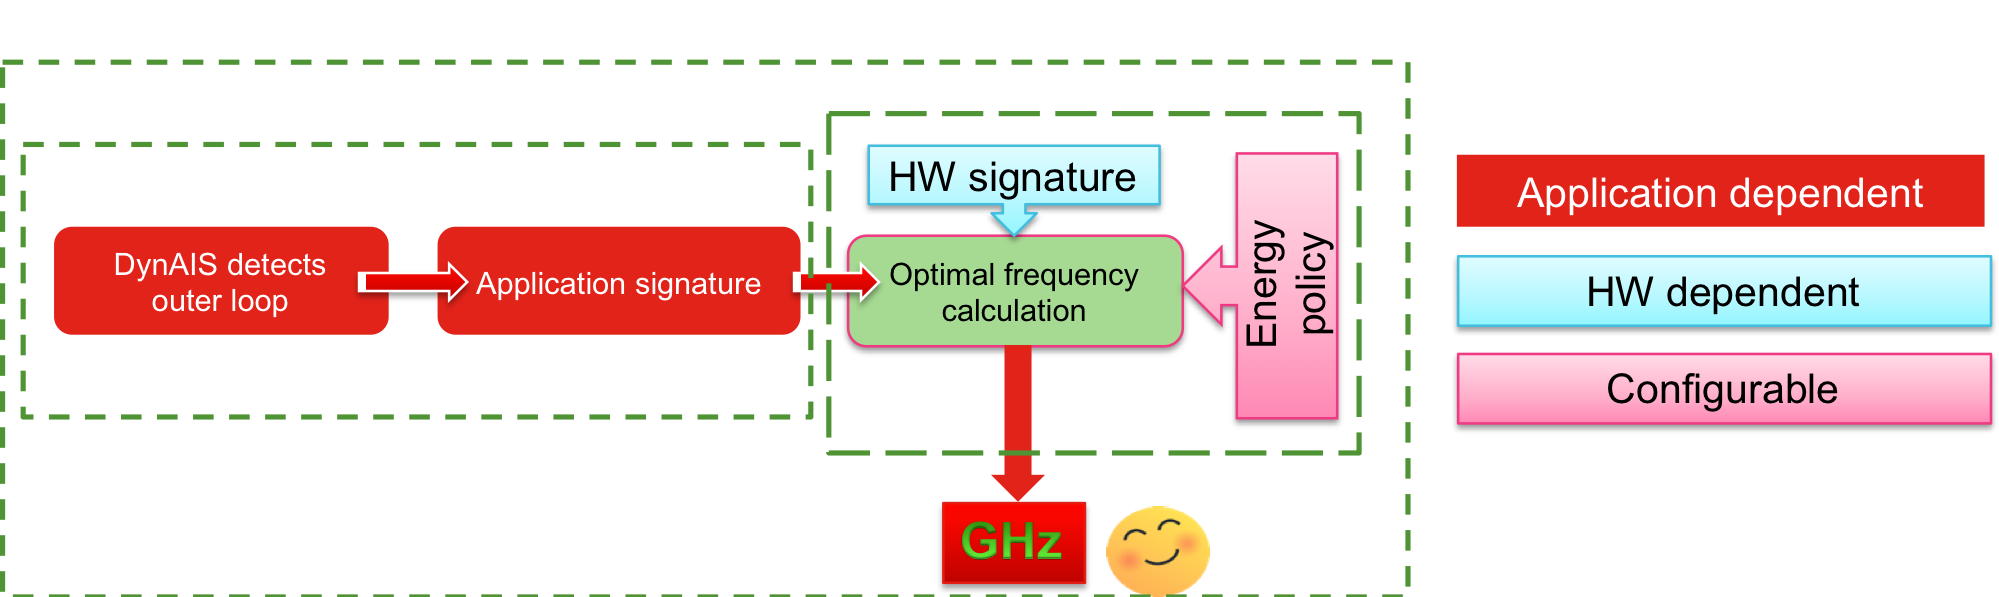 DynAIS detects
outer loop
Application signature
HW signature
Optimal frequency
calculation
Energy
policy
GHz
Application dependent
HW dependent
Configurable